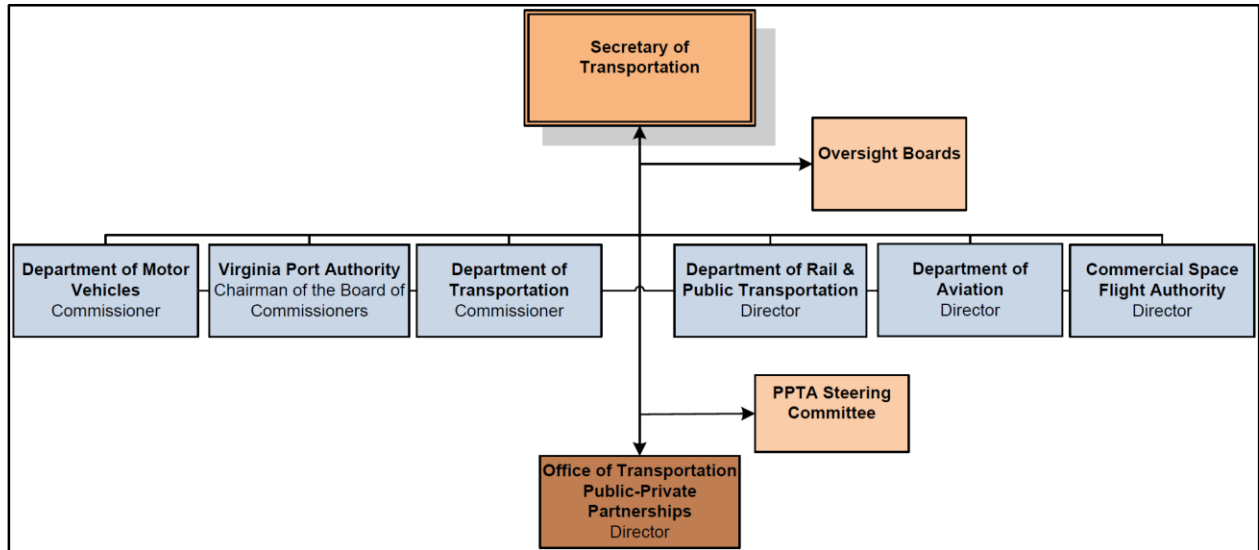 Secretary of
Transportation
Oversight Boards
Department of Motor
Vehicles
Commissioner
Virginia Port Authority
Chairman of the Board of
Commissioners
Department of
Transportation
Commissioner
Department of Rail &
Public Transportation
Director
Department of
Aviation
Director
Commercial Space
Flight Authority
Director
PPTA Steering
Committee
Office of Transportation
Public-Private
Partnerships
Director